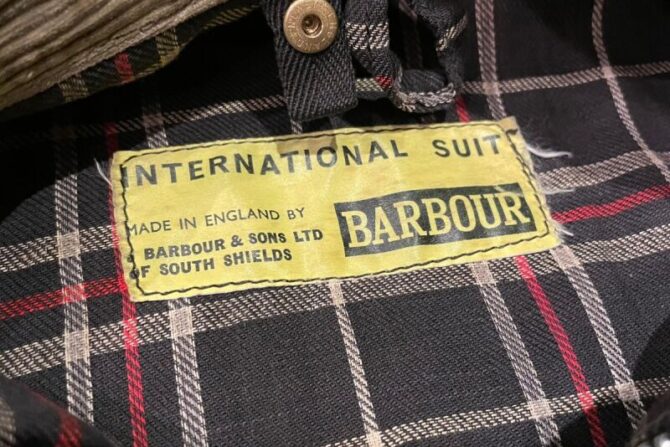 INTERNATIONAL SUIT
MADE IN ENGLAND BY
BARBOUR & SONS LTD
OF SOUTH SHIELDS
BARBOUR